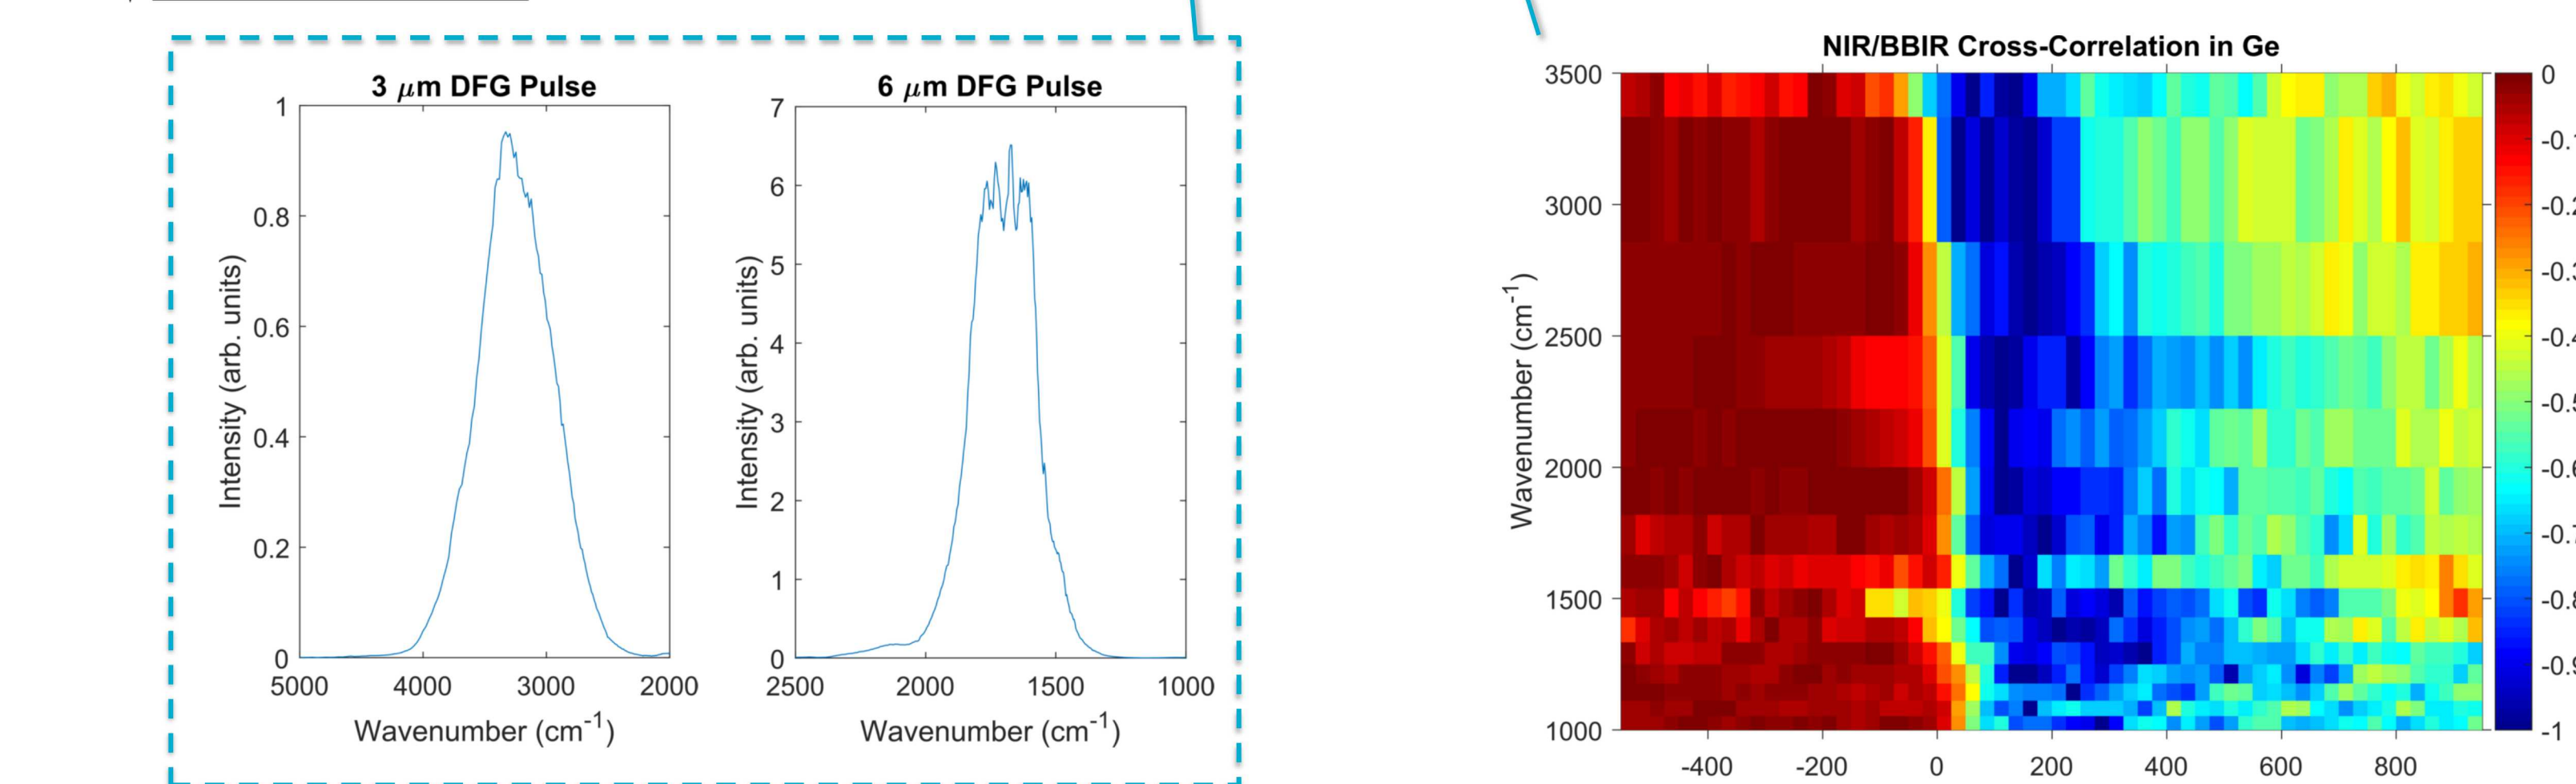 3 μm DFG Pulse
1
0.8
0.6
0.4
0.2
0
5000 4000 3000 2000
Intensity (arb. units)
Wavenumber (cm-1)
6 μm DFG Pulse
7
6
5
4
3
2
1
0
2500 2000 1500 1000
Intensity (arb. units)
Wavenumber (cm-1)
NIR/BBIR Cross-Correlation in Ge
3500
3000
2500
2000
1500
1000
Wavenumber (cm-1)
-400 -200 0 200 400 600 800
0
-1